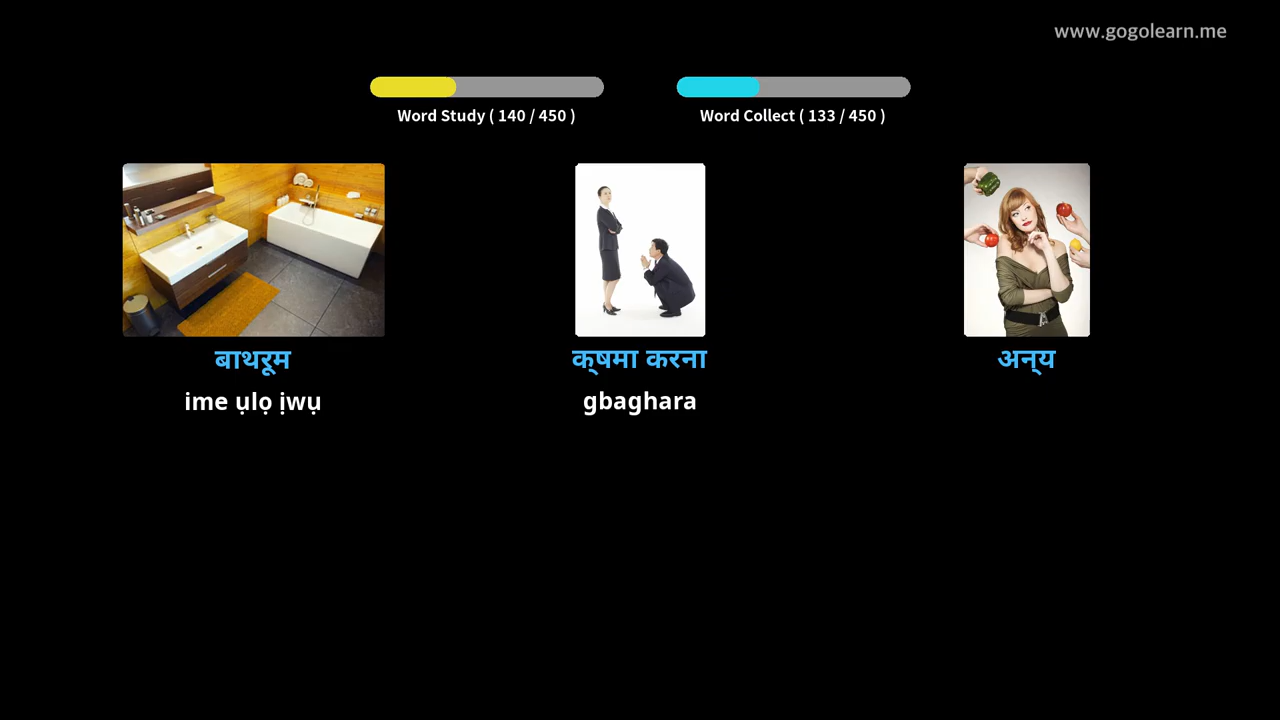 www.gogolearn.me
Word Study ( 140 / 450 )
Word Collect ( 133 / 450 )
बाथरूम
क्षमा करना
अन्य
ime ụlọ ịwụ
gbaghara